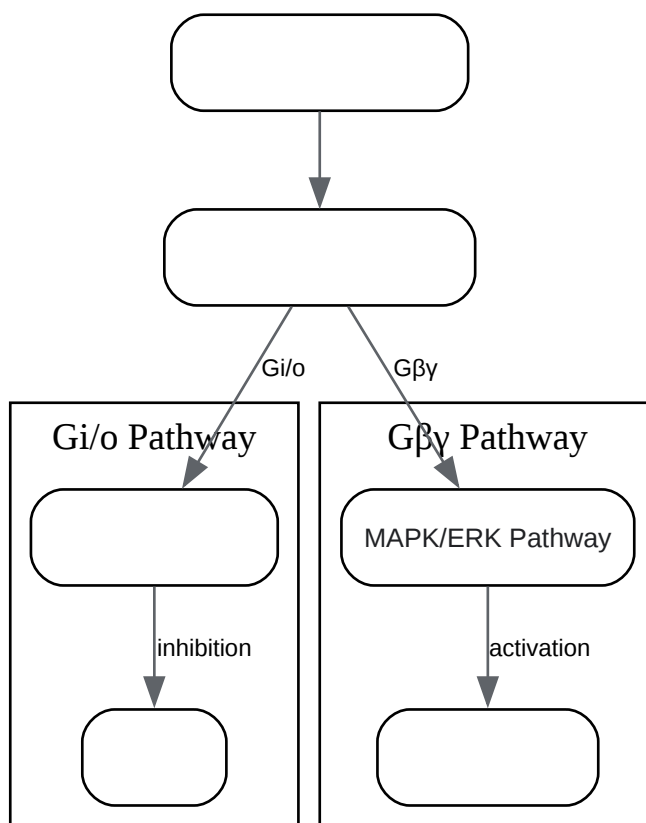 Gi/o
Gβγ
Gi/o Pathway
Gβγ Pathway
MAPK/ERK Pathway
inhibition
activation